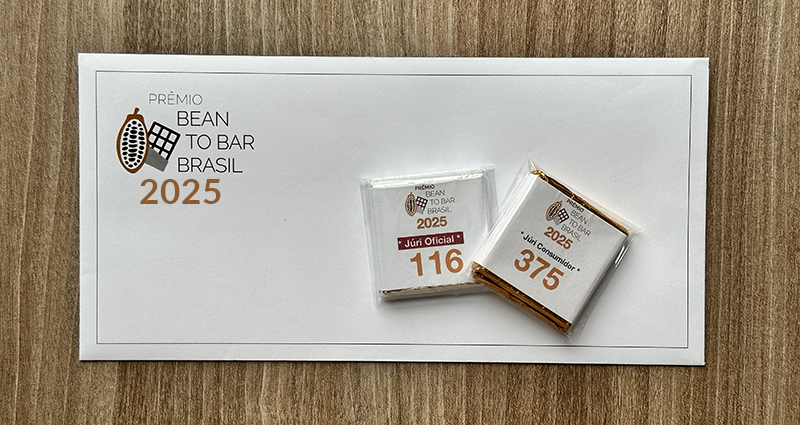 PRÊMIO
BEAN
TO BAR
BRASIL
2025
PRÊMIO
BEAN
TO BAR
BRASIL
2025
* Júri Oficial *
116
PRÊMIO
BEAN
TO BAR
BRASIL
2025
* Júri Consumidor *
375